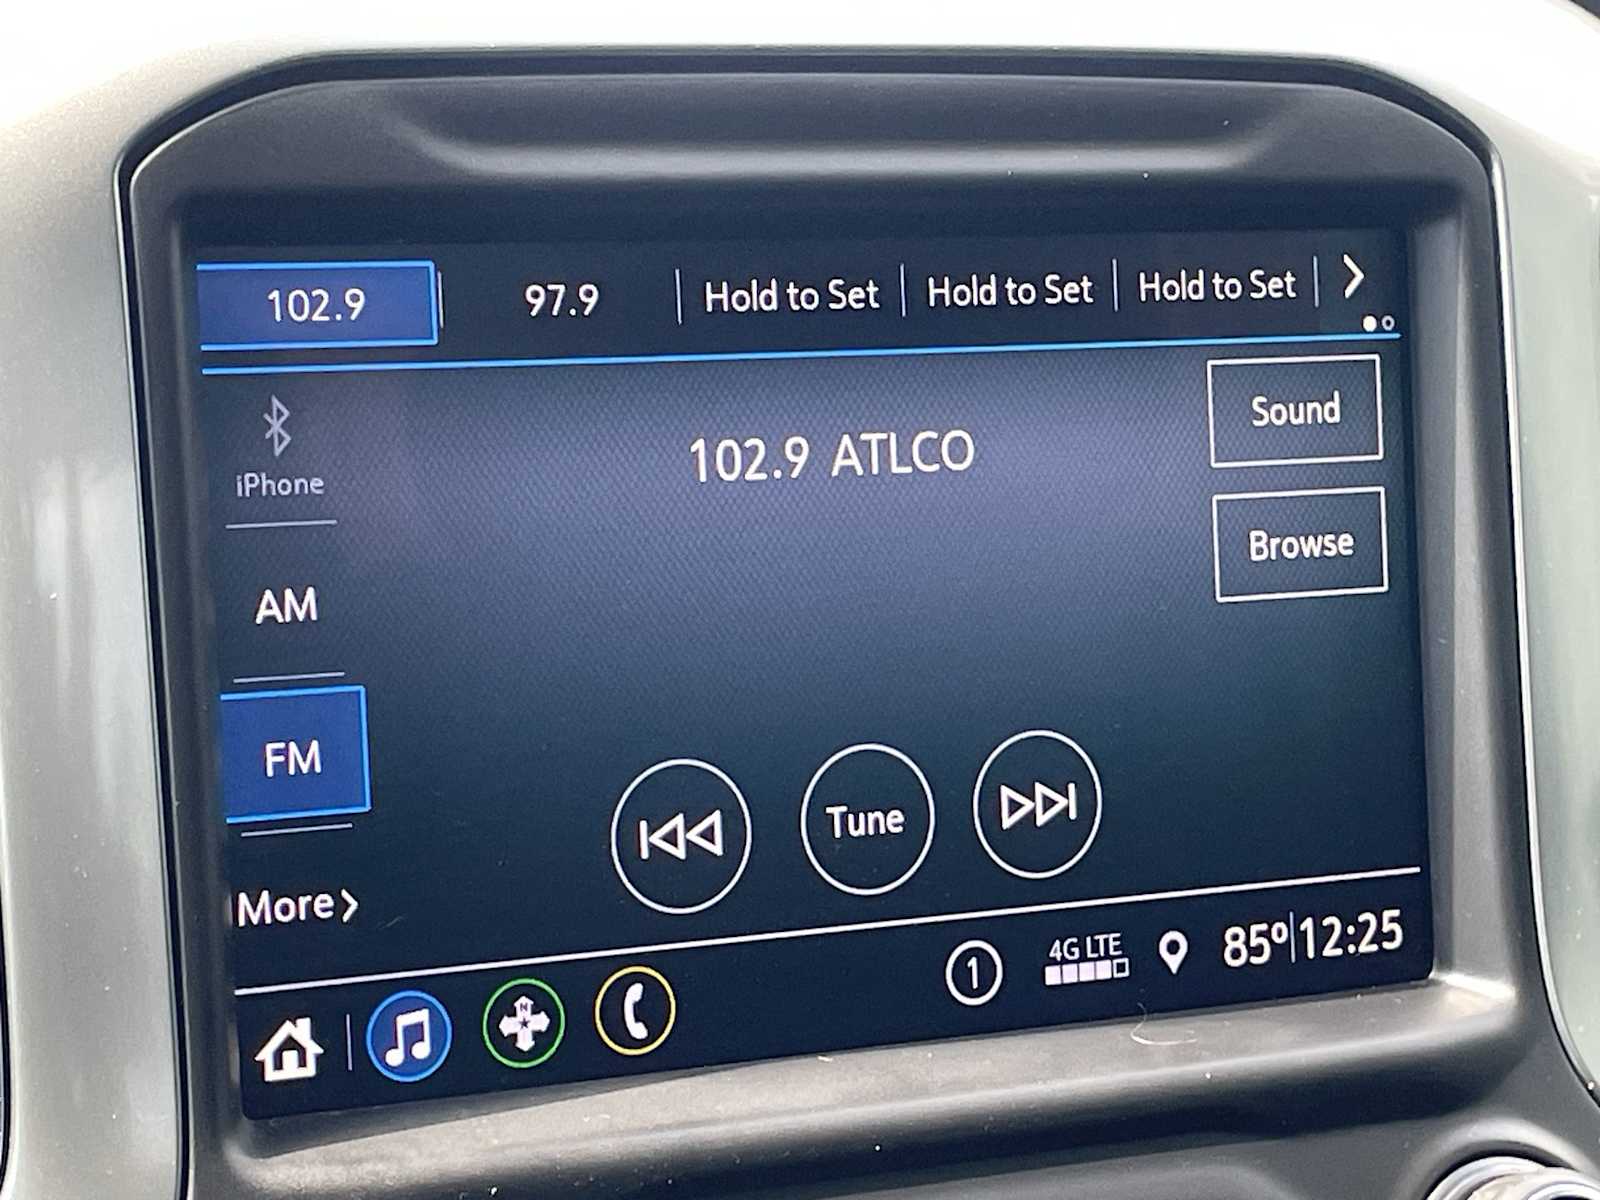 102.9 97.9 Hold to Set Hold to Set Hold to Set
Sound
iPhone
102.9 ATLCO
Browse
AM
FM
Tune
More
1 4G LTE 85° 12:25
N